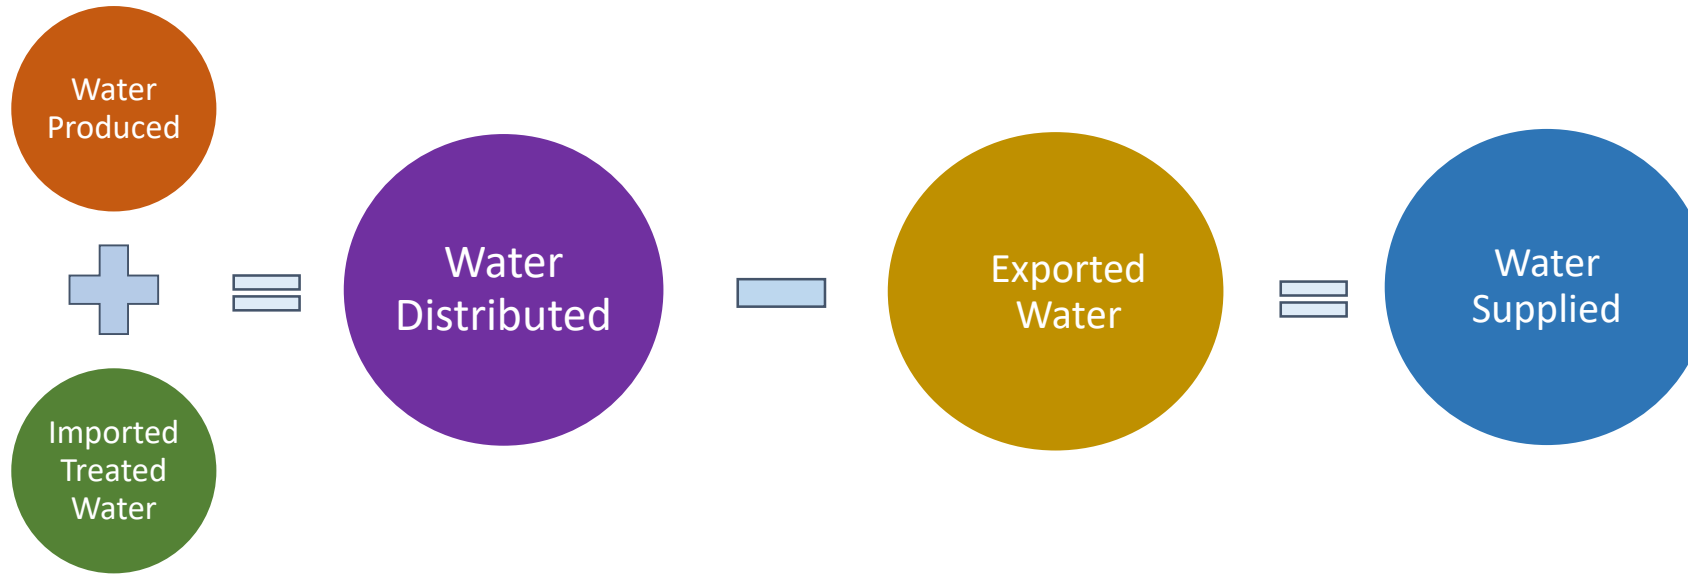 Water
Produced
Imported
Treated
Water
Water
Distributed
Exported
Water
Water
Supplied